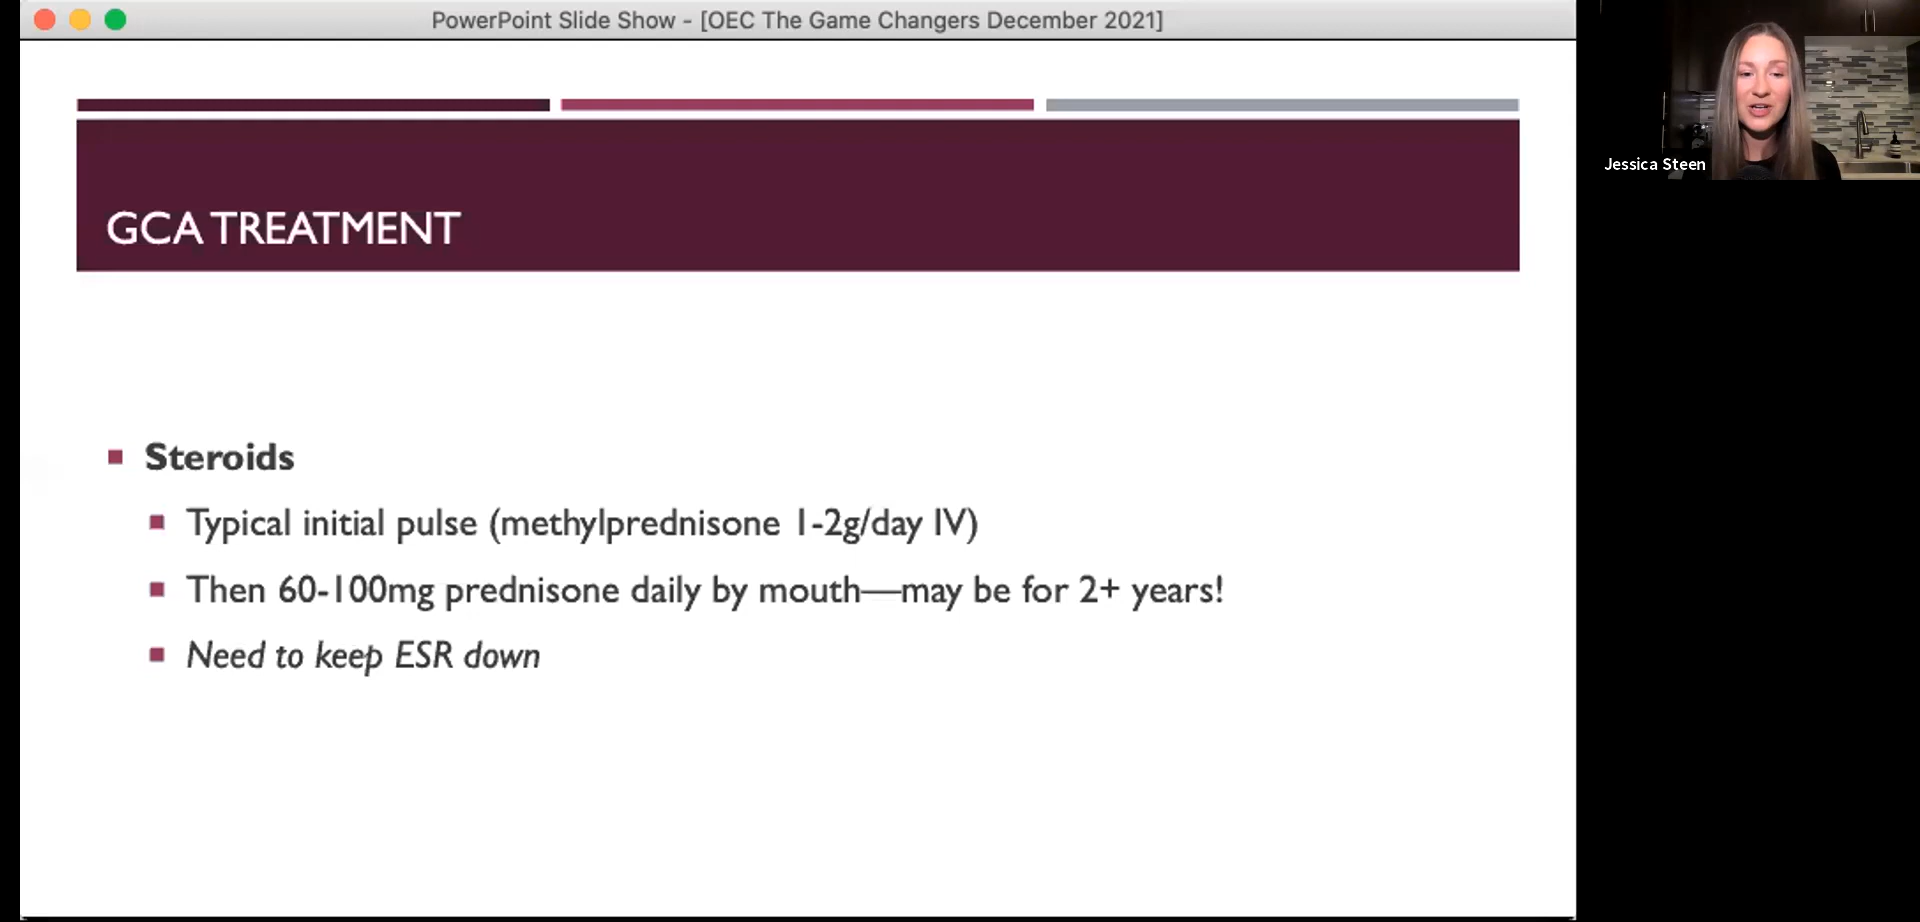 PowerPoint Slide Show - [OEC The Game Changers December 2021]
Jessica Steen
GCA TREATMENT
Steroids
Typical initial pulse (methylprednisone 1-2g/day IV)
Then 60-100mg prednisone daily by mouth—may be for 2+ years!
Need to keep ESR down